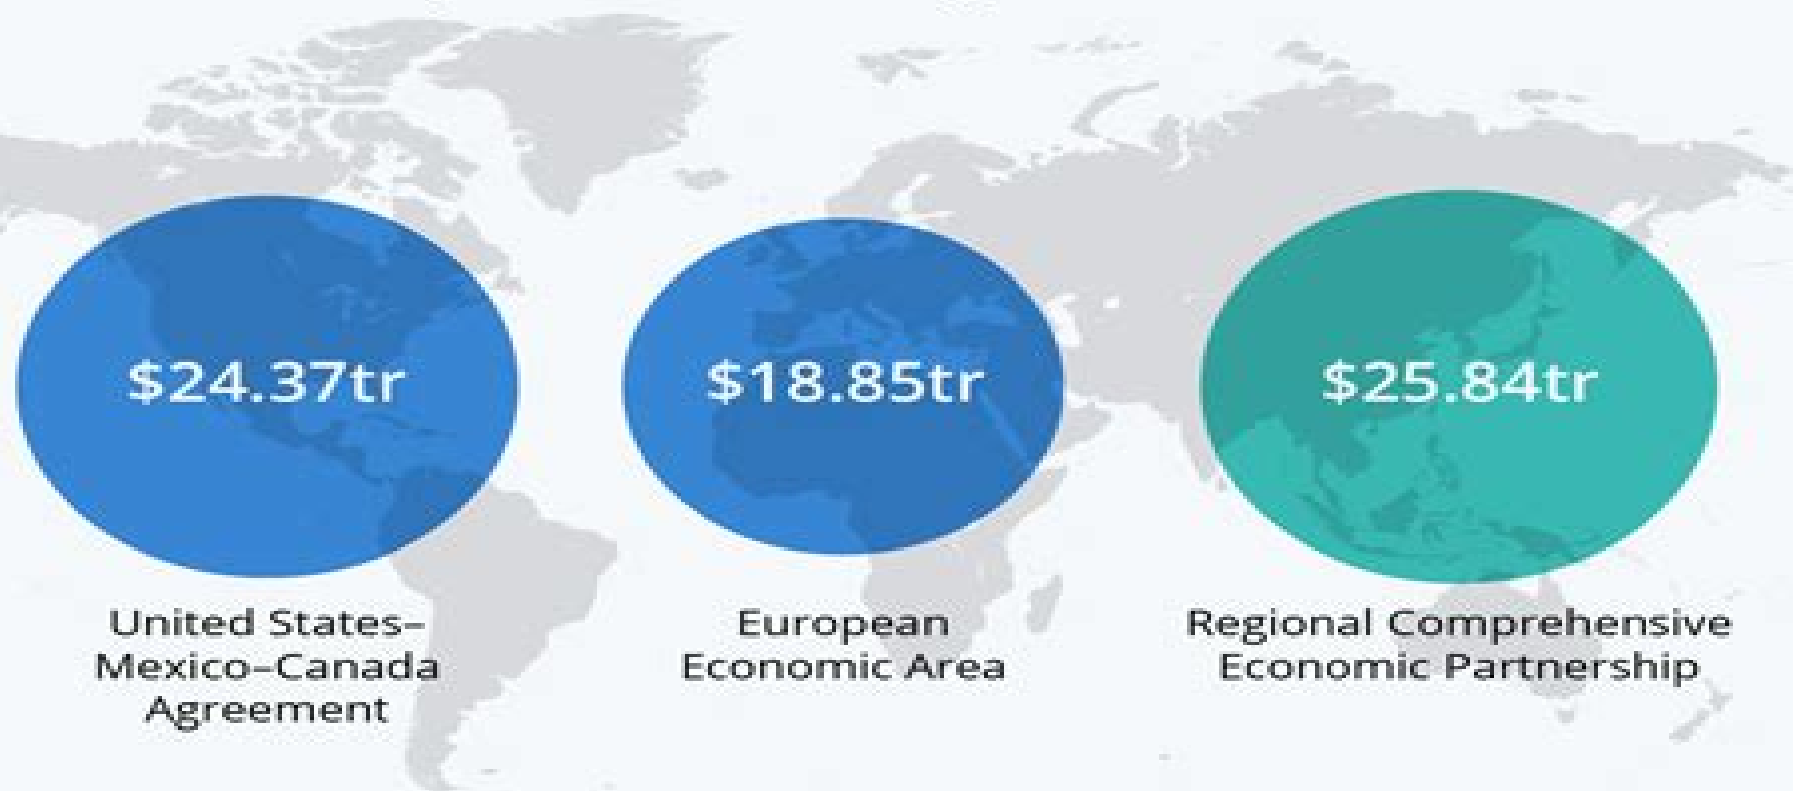 $24.37tr
$18.85tr
$25.84tr
United States–
Mexico–Canada
Agreement
European
Economic Area
Regional Comprehensive
Economic Partnership